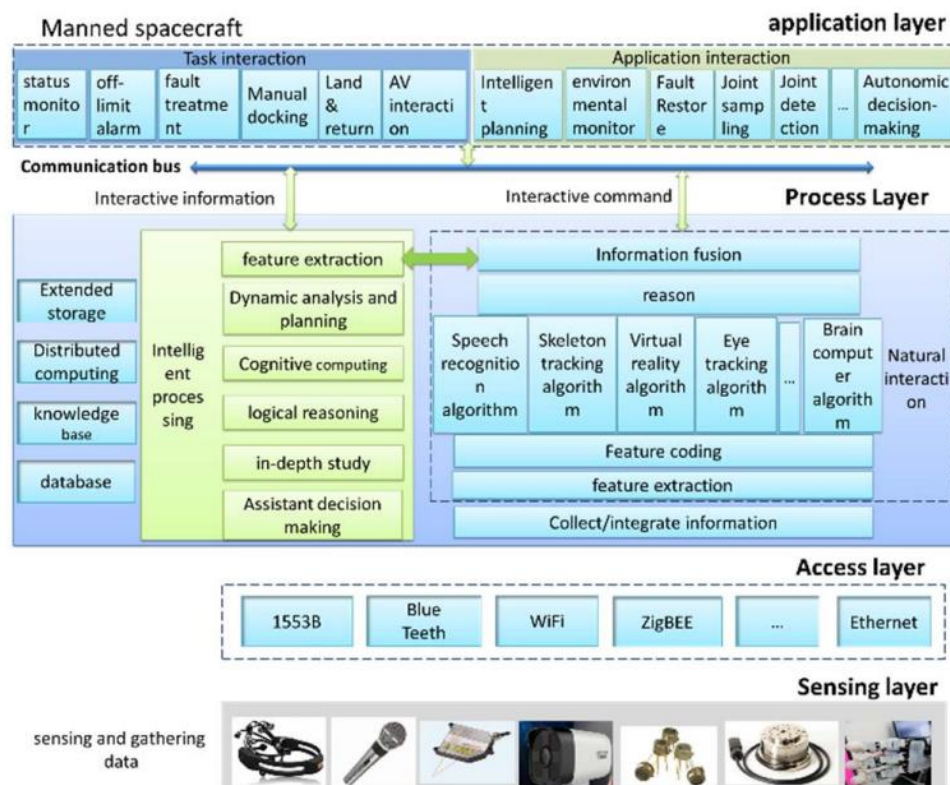 Manned spacecraft
application layer
Task interaction
Application interaction
status
monito
r
off-
limit
alarm
fault
treatme
nt
Manual
docking
Land
&
return
AV
interacti
on
Intelligen
t
planning
environ
mental
monitor
Fault
Restor
e
Joint
sam
pling
Joint
dete
ction
...
Autonomic
decision-
making
Communication bus
Interactive information
Interactive command
Process Layer
Extended
storage
Distributed
computing
knowledge
base
database
Intellig
ent
proces
sing
feature extraction
Dynamic analysis and
planning
Cognitive computing
logical reasoning
in-depth study
Assistant decision
making
Information fusion
reason
Speech
recognitio
n
algorithm
Skeleton
tracking
algorith
m
Virtual
reality
algorith
m
Eye
tracking
algorith
m
...
Brain
comput
er
algorith
m
Natural
interacti
on
Feature coding
feature extraction
Collect/integrate information
Access layer
1553B
Blue
Teeth
WiFi
ZigBEE
...
Ethernet
Sensing layer
sensing and gathering
data